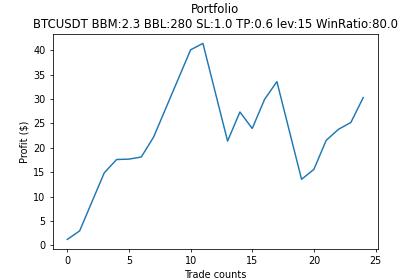 Portfolio
BTCUSDT BBM:2.3 BBL:280 SL:1.0 TP:0.6 lev:15 WinRatio:80.0
40
35
30
25
20
15
10
5
0
Profit ($)
0 5 10 15 20 25
Trade counts